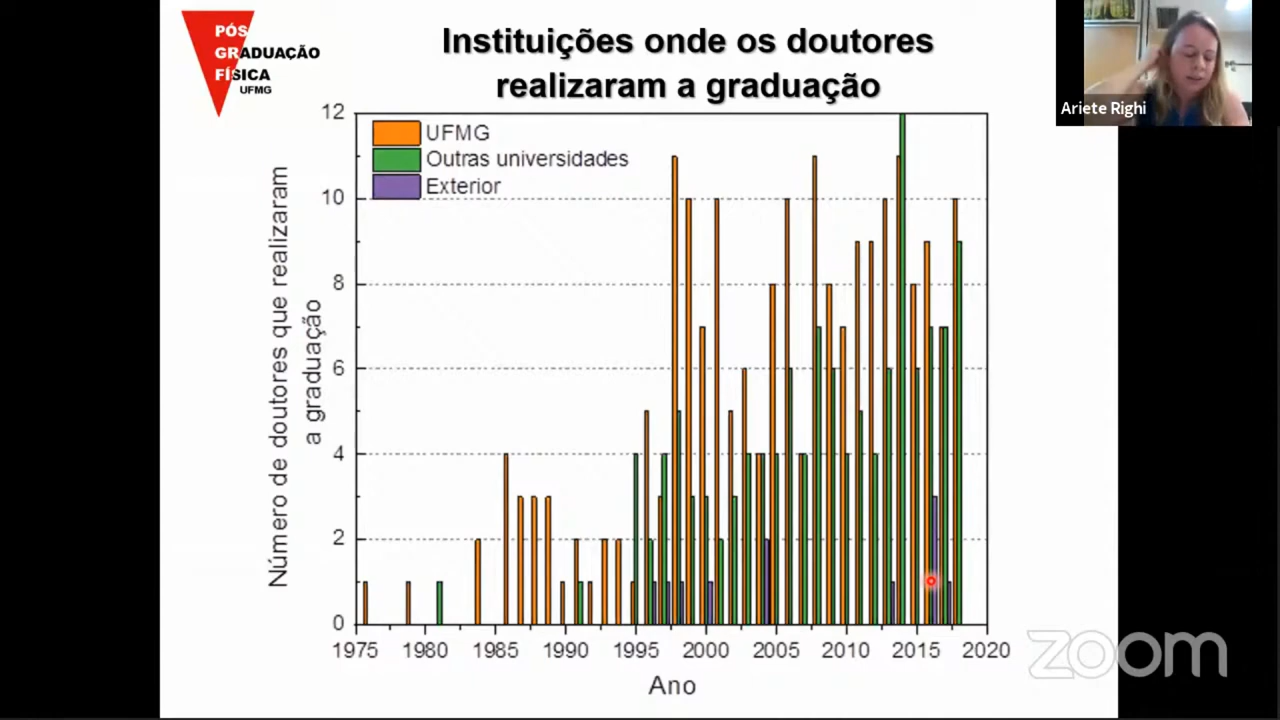 PÓS
GRADUAÇÃO
FÍSICA
UFMG
Instituições onde os doutores
realizaram a graduação
Ariete Righi
UFMG
Outras universidades
Exterior
Número de doutores que realizaram
a graduação
12
10
8
6
4
2
0
1975 1980 1985 1990 1995 2000 2005 2010 2015 2020
Ano
zoom